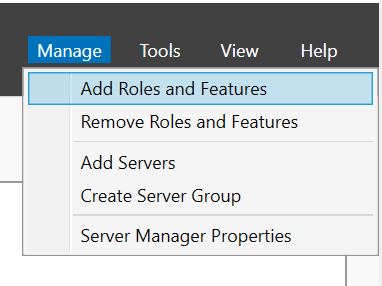 Manage Tools View Help
Add Roles and Features
Remove Roles and Features
Add Servers
Create Server Group
Server Manager Properties